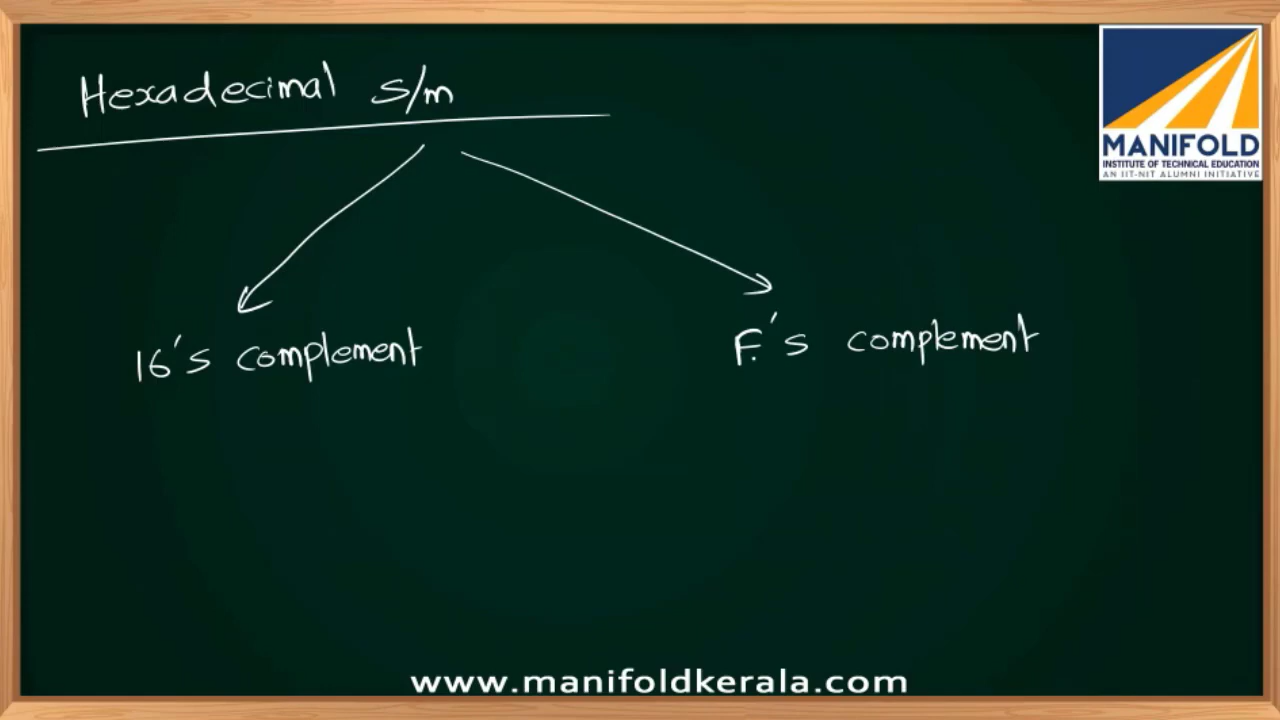 Hexadecimal s/m
16's complement
F's complement
MANIFOLD
INSTITUTE OF TECHNICAL EDUCATION
AN IIT-NIT ALUMNI INITIATIVE
www.manifoldkerala.com